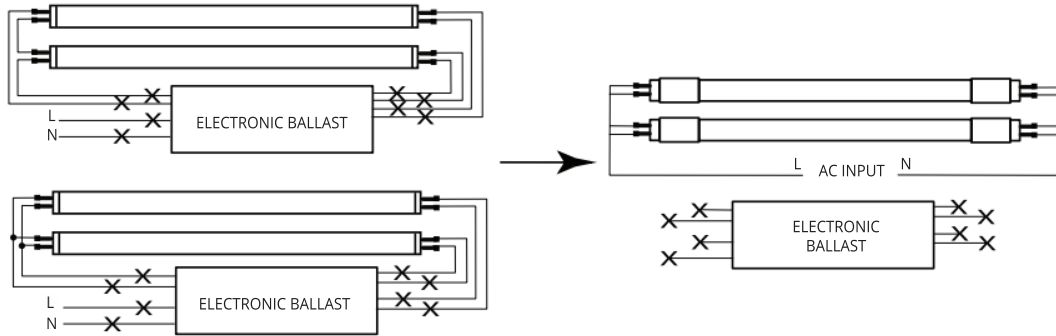 L
N
ELECTRONIC BALLAST
L
N
ELECTRONIC BALLAST
L AC INPUT N
ELECTRONIC
BALLAST